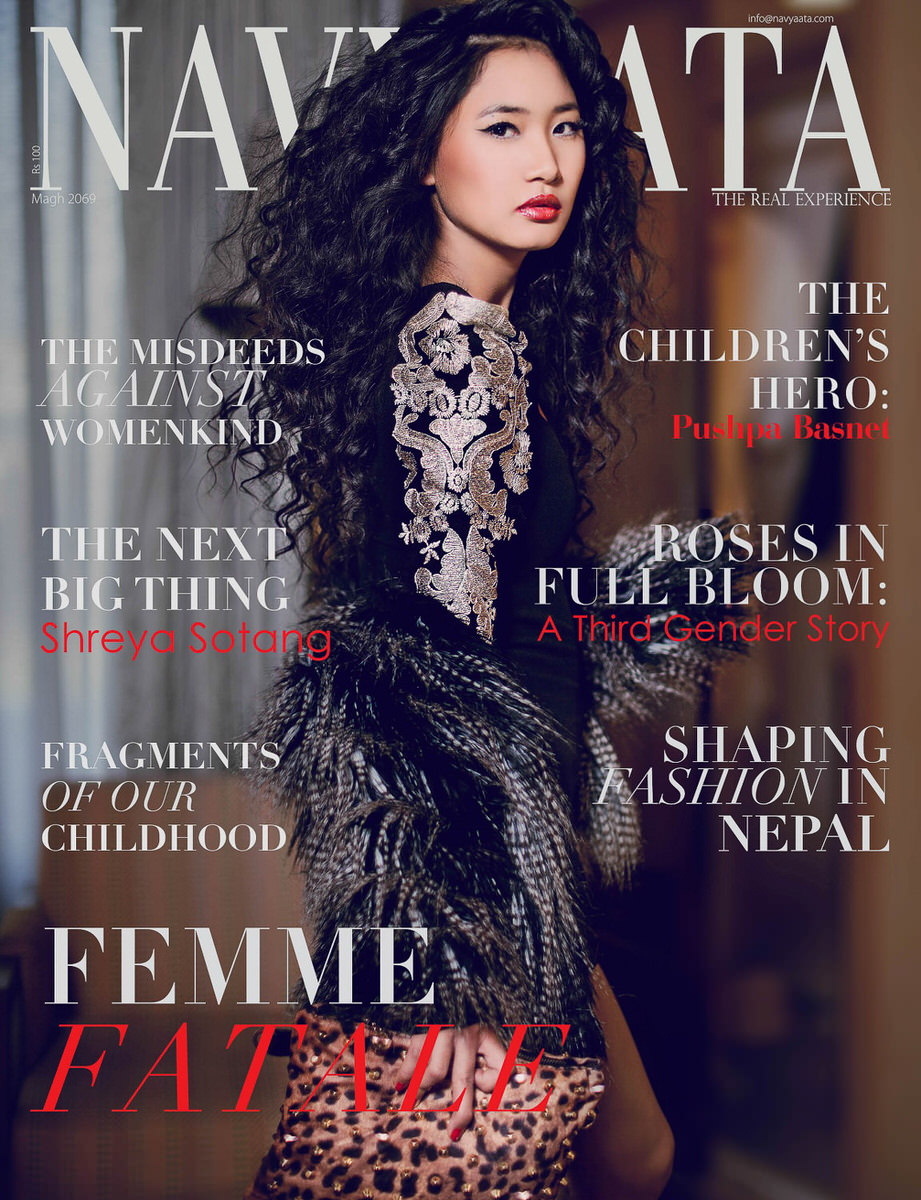 info@navyaata.com
NAVYAATA
Rs 100
Magh 2069
THE REAL EXPERIENCE
THE MISDEEDS
AGAINST
WOMENKIND
THE NEXT
BIG THING
Shreya Sotang
FRAGMENTS
OF OUR
CHILDHOOD
THE
CHILDREN'S
HERO:
Pushpa Basnet
ROSES IN
FULL BLOOM:
A Third Gender Story
SHAPING
FASHION IN
NEPAL
FEMME
FATALE